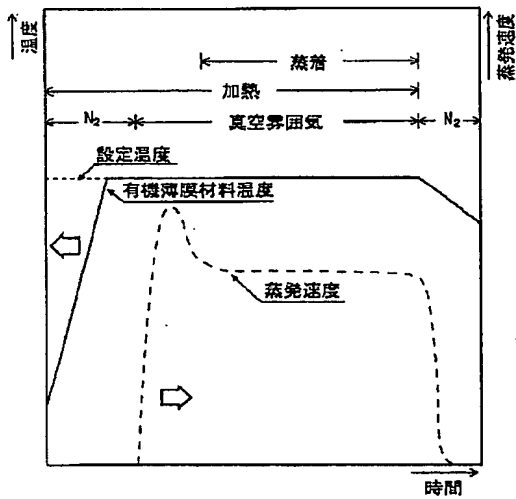 温度
蒸発速度
蒸着
加熱
N₂
真空雰囲気
N₂
設定温度
有機薄膜材料温度
蒸発速度
時間